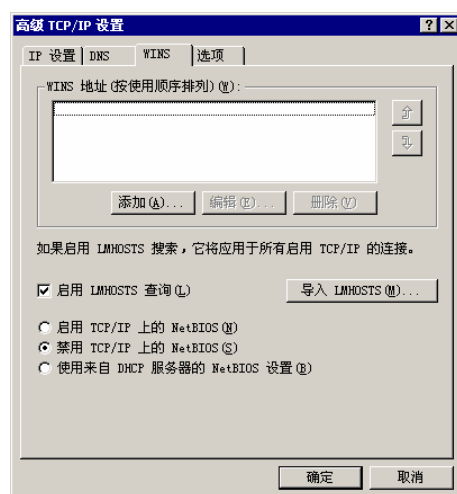 高级 TCP/IP 设置
IP 设置 DNS WINS 选项
WINS 地址(按使用顺序排列)(W):
添加(A)... 编辑(E)... 删除(V)
如果启用 LMHOSTS 搜索，它将应用于所有启用 TCP/IP 的连接。
启用 LMHOSTS 查询(L) 导入 LMHOSTS(M)...
启用 TCP/IP 上的 NetBIOS(N)
禁用 TCP/IP 上的 NetBIOS(S)
使用来自 DHCP 服务器的 NetBIOS 设置(B)
确定 取消